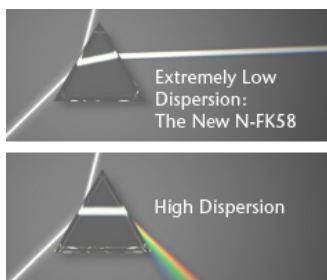 Extremely Low
Dispersion:
The New N-FK58
High Dispersion